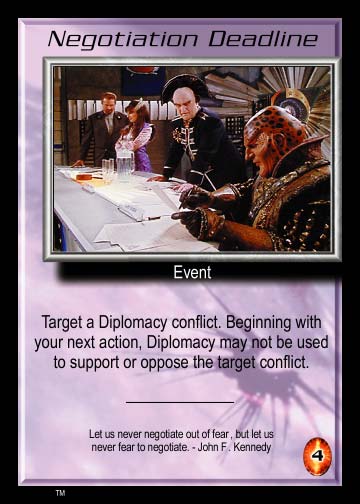 Negotiation Deadline
Event
Target a Diplomacy conflict. Beginning with
your next action, Diplomacy may not be used
to support or oppose the target conflict.
Let us never negotiate out of fear, but let us
never fear to negotiate. - John F. Kennedy
4
TM